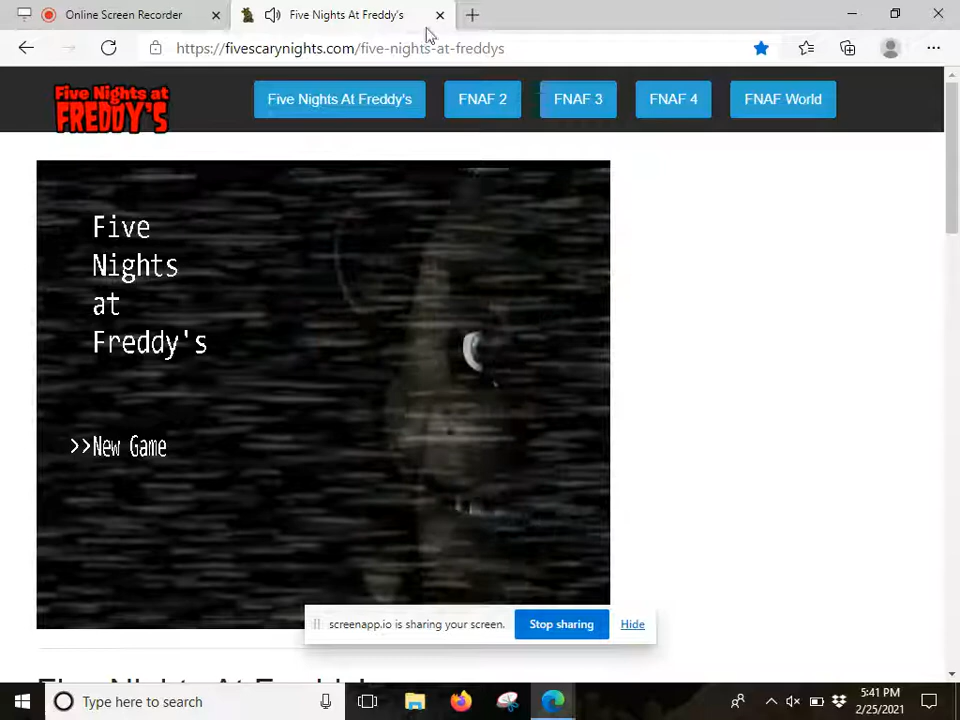 Online Screen Recorder
Five Nights At Freddy's
https://fivescarynights.com/five-nights-at-freddys
Five Nights at
FREDDY'S
Five Nights At Freddy's
FNAF 2
FNAF 3
FNAF 4
FNAF World
Five
Nights
at
Freddy's
>>New Game
screenapp.io is sharing your screen.
Stop sharing
Hide
Type here to search
5:41 PM
2/25/2021